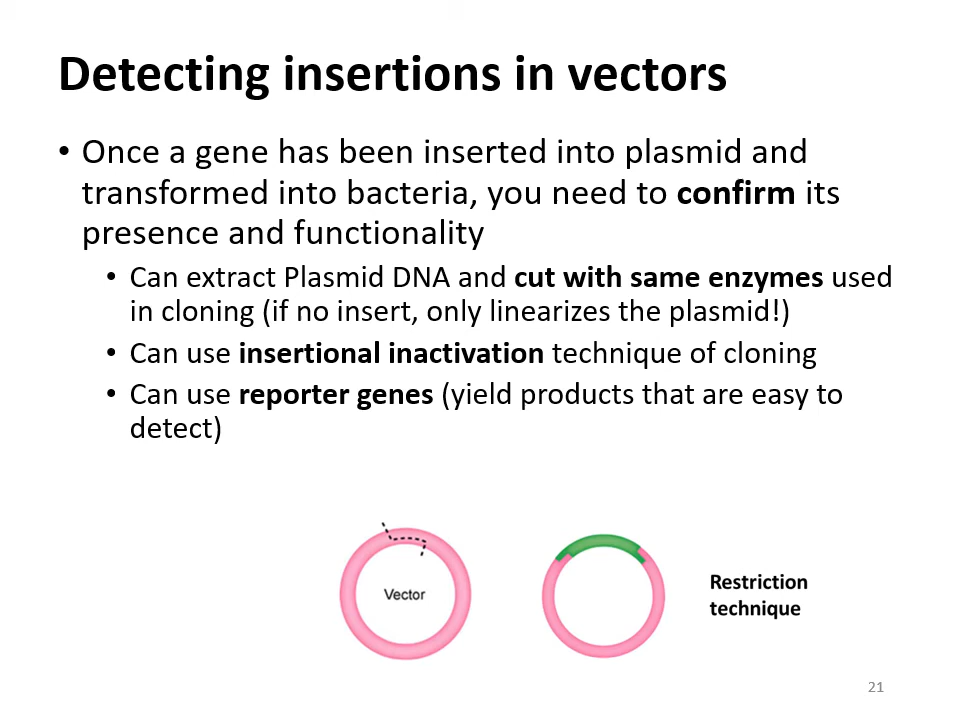 Detecting insertions in vectors
• Once a gene has been inserted into plasmid and
transformed into bacteria, you need to confirm its
presence and functionality
• Can extract Plasmid DNA and cut with same enzymes used
in cloning (if no insert, only linearizes the plasmid!)
• Can use insertional inactivation technique of cloning
• Can use reporter genes (yield products that are easy to
detect)
Vector
Restriction
technique
21